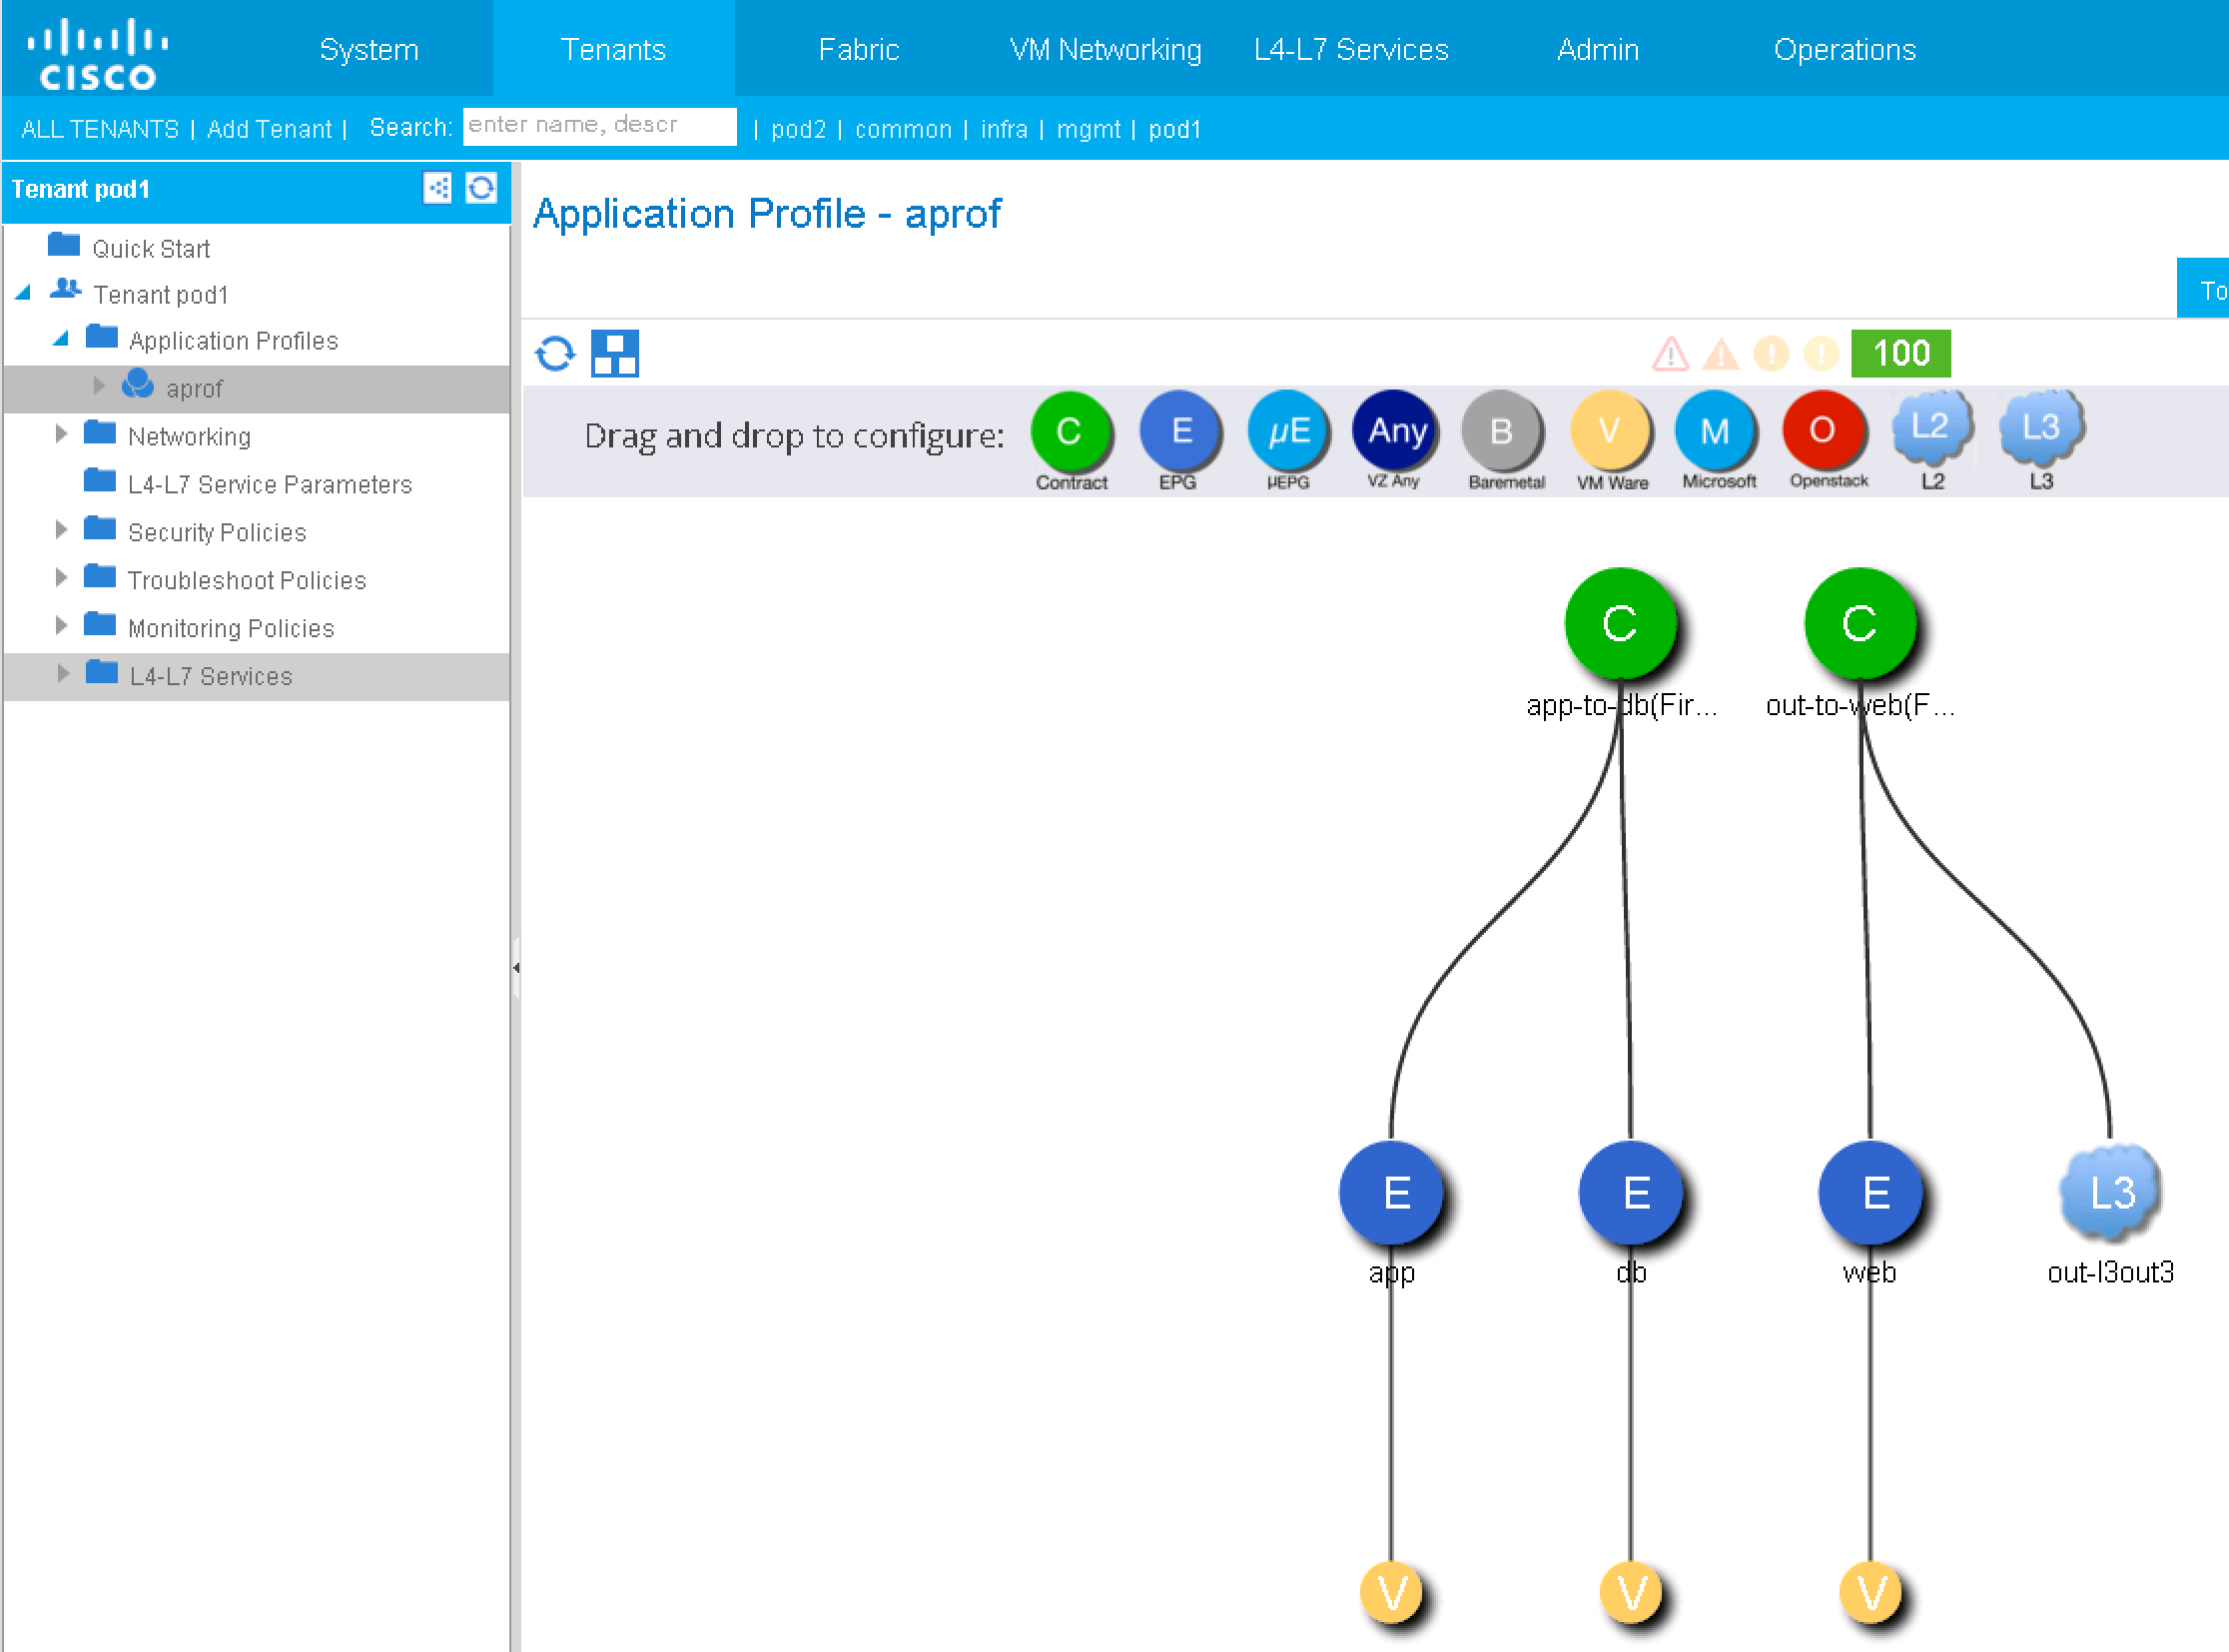 CISCO
System Tenants Fabric VM Networking L4-L7 Services Admin Operations
ALL TENANTS | Add Tenant | Search: enter name, descr | pod2 | common | infra | mgmt | pod1
Tenant pod1
Quick Start
Tenant pod1
Application Profiles
aprof
Networking
L4-L7 Service Parameters
Security Policies
Troubleshoot Policies
Monitoring Policies
L4-L7 Services
Application Profile - aprof
To
100
Drag and drop to configure:
C E µE Any B V M O L2 L3
Contract EPG µEPG VZ Any Baremetal VM Ware Microsoft Openstack L2 L3
C C
app-to-db(Fir... out-to-web(F...
E E E L3
app db web out-l3out3
V V V